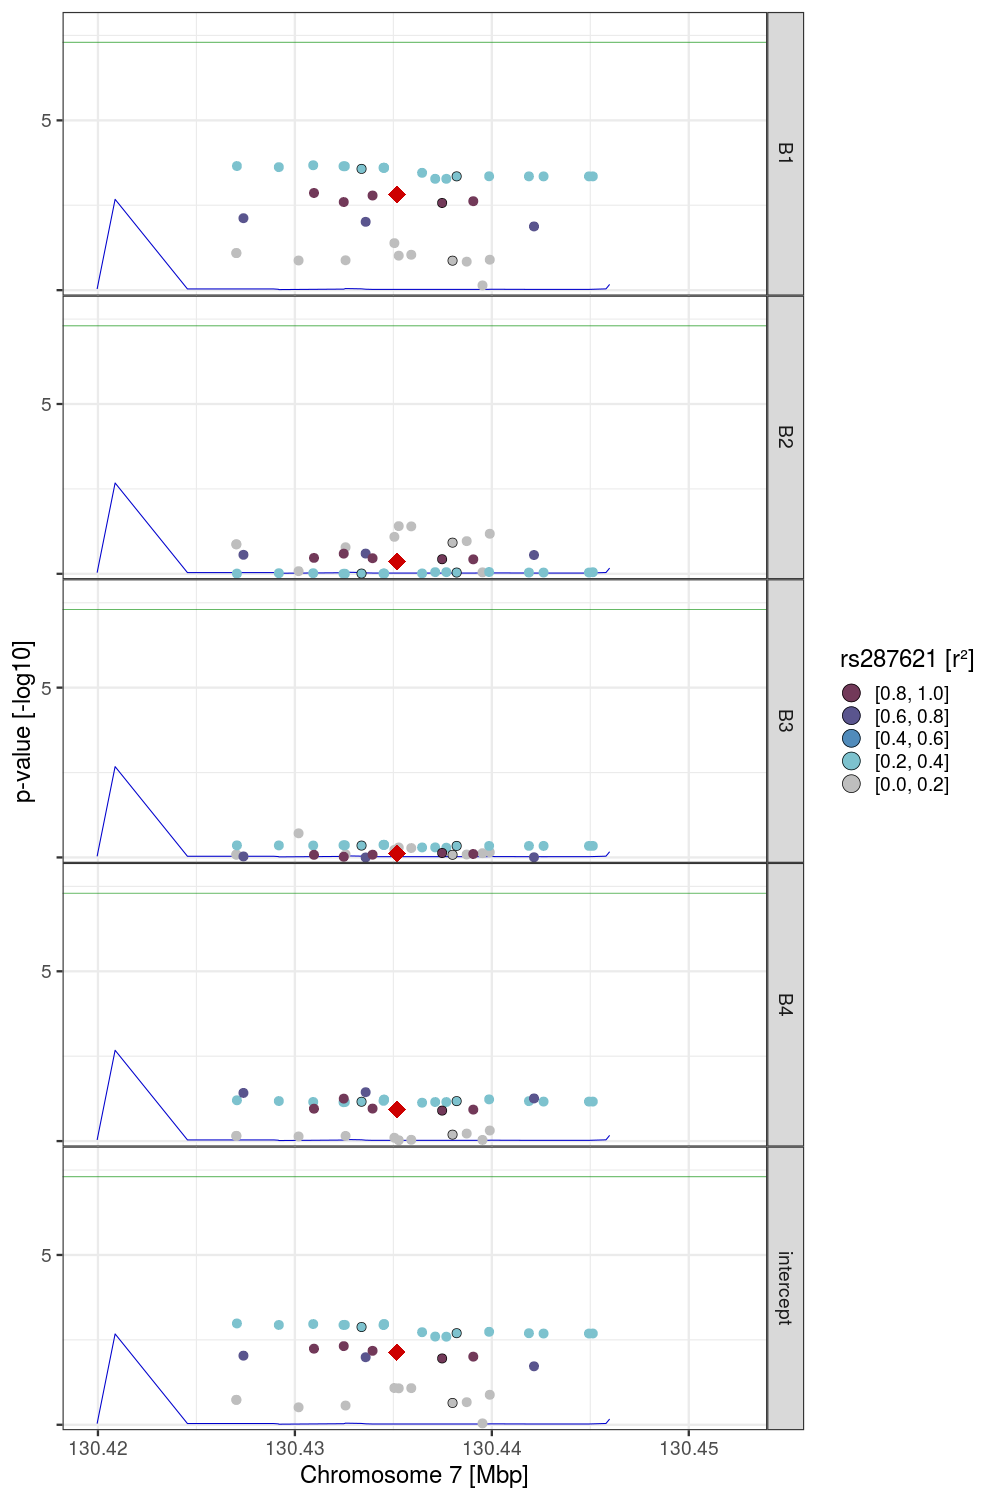 5
B1
5
B2
5
B3
5
B4
5
intercept
p-value [-log10]
130.42
130.43
130.44
130.45
Chromosome 7 [Mbp]
rs287621 [r²]
[0.8, 1.0]
[0.6, 0.8]
[0.4, 0.6]
[0.2, 0.4]
[0.0, 0.2]